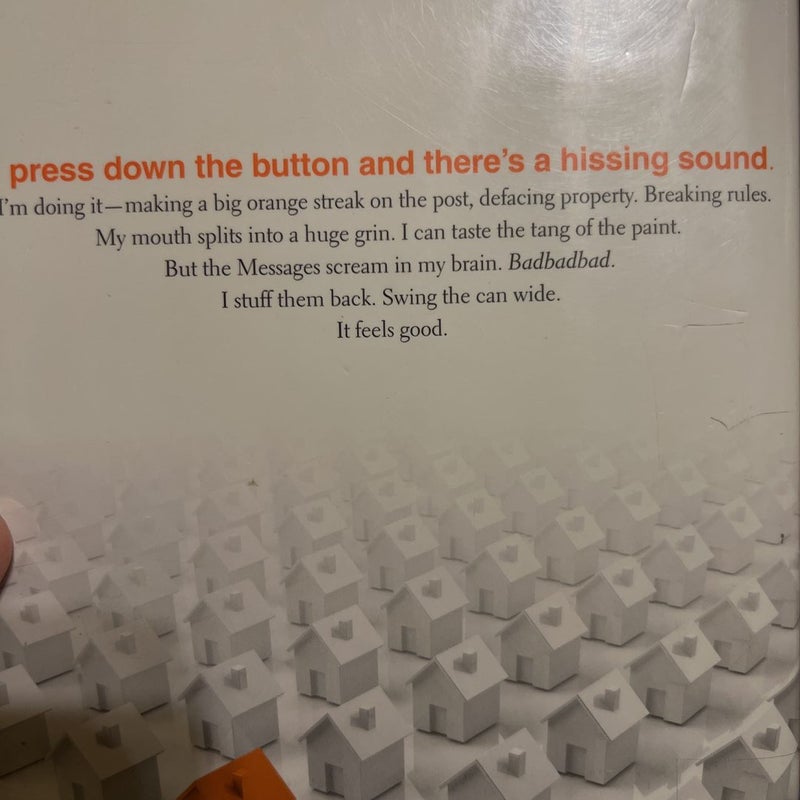 press down the button and there's a hissing sound.
I'm doing it—making a big orange streak on the post, defacing property. Breaking rules.
My mouth splits into a huge grin. I can taste the tang of the paint.
But the Messages scream in my brain. Badbadbad.
I stuff them back. Swing the can wide.
It feels good.